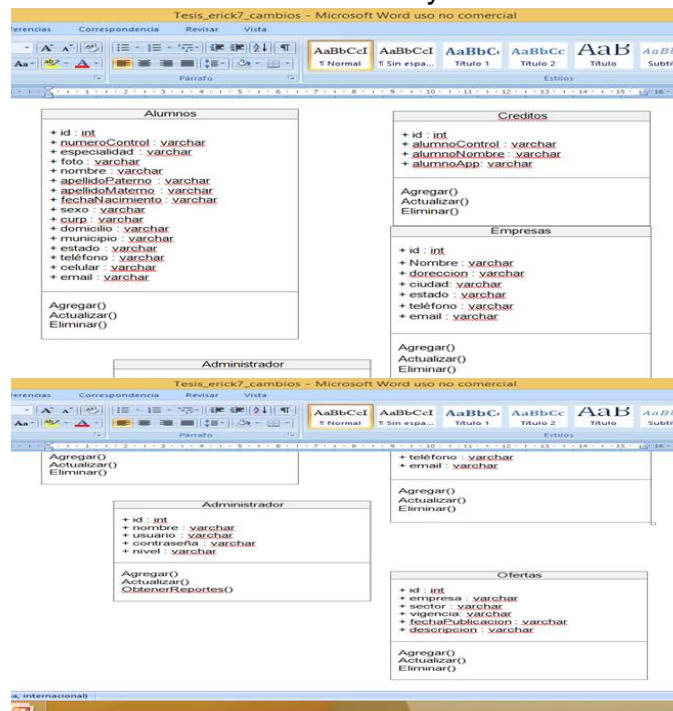 Tesis_erick7_cambios - Microsoft Word uso no comercial
ferencias Correspondencia Revisar Vista
AaBbCcI AaBbCcI AaBbC AaBbCc AaB AaBb
¶ Normal ¶ Sin espa... Título 1 Título 2 Título Subtí
Párrafo Estilos
Alumnos
+ id : int
+ numeroControl : varchar
+ especialidad : varchar
+ foto : varchar
+ nombre : varchar
+ apellidoPaterno : varchar
+ apellidoMaterno : varchar
+ fechaNacimiento : varchar
+ sexo : varchar
+ curp : varchar
+ domicilio : varchar
+ municipio : varchar
+ estado : varchar
+ teléfono : varchar
+ celular : varchar
+ email : varchar
Agregar()
Actualizar()
Eliminar()
Creditos
+ id : int
+ alumnoControl : varchar
+ alumnoNombre : varchar
+ alumnoApp: varchar
Agregar()
Actualizar()
Eliminar()
Empresas
+ id : int
+ Nombre : varchar
+ doreccion : varchar
+ ciudad: varchar
+ estado : varchar
+ teléfono : varchar
+ email : varchar
Agregar()
Actualizar()
Eliminar()
Administrador
Tesis_erick7_cambios - Microsoft Word uso no comercial
erencias Correspondencia Revisar Vista
AaBbCcI AaBbCcI AaBbC AaBbCc AaB AaBb
¶ Normal ¶ Sin espa... Título 1 Título 2 Título Subtí
Párrafo Estilos
Agregar()
Actualizar()
Eliminar()
+ teléfono : varchar
+ email : varchar
Agregar()
Actualizar()
Eliminar()
Administrador
+ id : int
+ nombre : varchar
+ usuario : varchar
+ contraseña : varchar
+ nivel : varchar
Agregar()
Actualizar()
ObtenerReportes()
Ofertas
+ id : int
+ empresa : varchar
+ sector : varchar
+ vigencia: varchar
+ fechaPublicacion : varchar
+ descripcion : varchar
Agregar()
Actualizar()
Eliminar()
a, internacional)